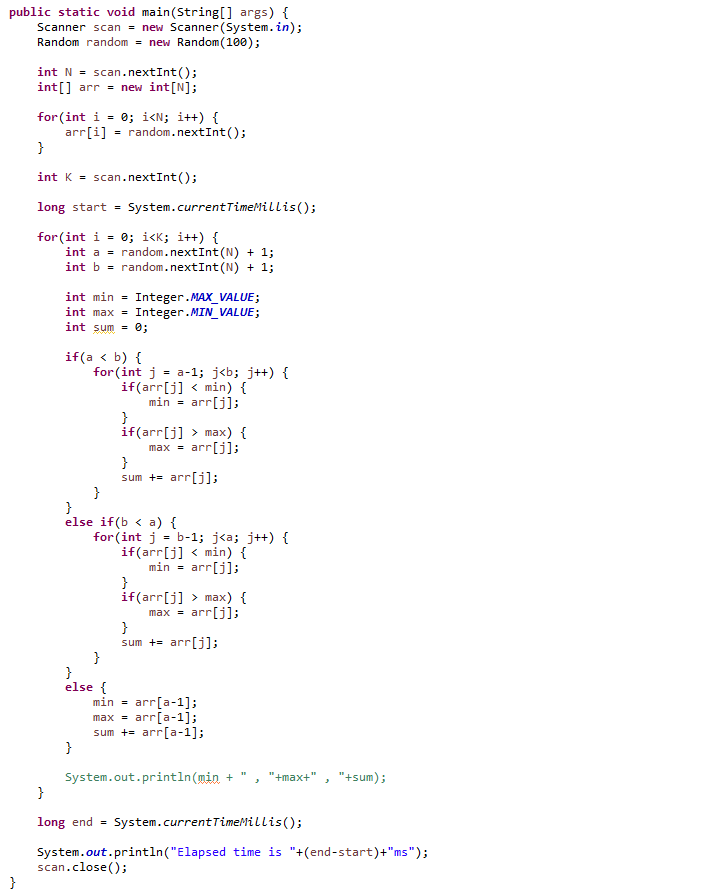 public static void main(String[] args) {
    Scanner scan = new Scanner(System.in);
    Random random = new Random(100);

    int N = scan.nextInt();
    int[] arr = new int[N];

    for(int i = 0; i<N; i++) {
        arr[i] = random.nextInt();
    }

    int K = scan.nextInt();

    long start = System.currentTimeMillis();

    for(int i = 0; i<K; i++) {
        int a = random.nextInt(N) + 1;
        int b = random.nextInt(N) + 1;

        int min = Integer.MAX_VALUE;
        int max = Integer.MIN_VALUE;
        int sum = 0;

        if(a < b) {
            for(int j = a-1; j<b; j++) {
                if(arr[j] < min) {
                    min = arr[j];
                }
                if(arr[j] > max) {
                    max = arr[j];
                }
                sum += arr[j];
            }
        }
        else if(b < a) {
            for(int j = b-1; j<a; j++) {
                if(arr[j] < min) {
                    min = arr[j];
                }
                if(arr[j] > max) {
                    max = arr[j];
                }
                sum += arr[j];
            }
        }
        else {
            min = arr[a-1];
            max = arr[a-1];
            sum += arr[a-1];
        }

        System.out.println(min + " , "+max+" , "+sum);
    }

    long end = System.currentTimeMillis();

    System.out.println("Elapsed time is "+(end-start)+"ms");
    scan.close();
}